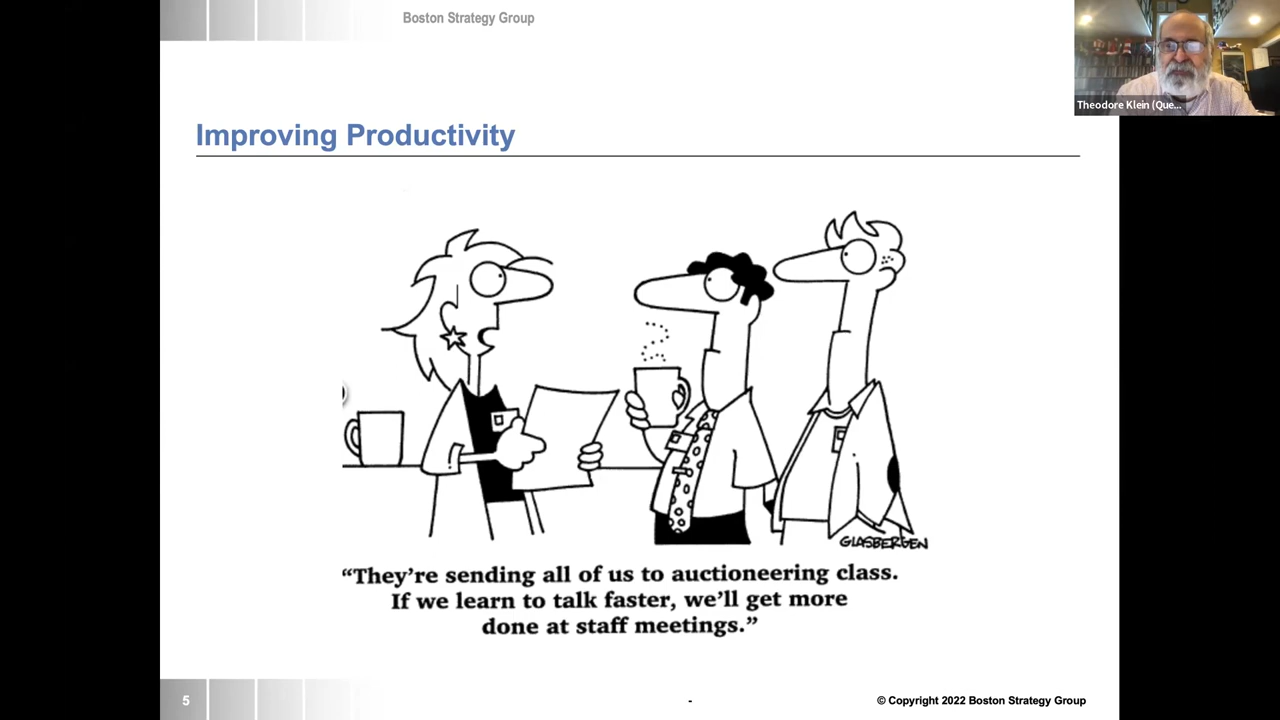 Boston Strategy Group
Theodore Klein (Que...
Improving Productivity
GLASBERGEN
“They’re sending all of us to auctioneering class.
If we learn to talk faster, we’ll get more
done at staff meetings.”
5
-
© Copyright 2022 Boston Strategy Group